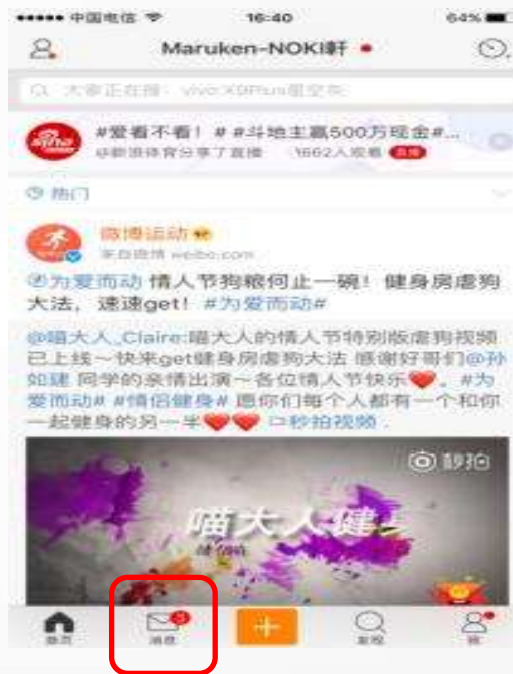 中国电信 16:40 64%
Maruken-NOKI軒
大家正在搜：vivo X9Plus星空灰
#爱看不看！# #斗地主赢500万现金#...
@新浪体育分享了直播 1662人观看 直播
热门
微博运动
来自微博 weibo.com
@为爱而动 情人节狗粮何止一碗！健身房虐狗
大法，速速get！#为爱而动#
@喵大人_Claire:喵大人的情人节特别版虐狗视频
已上线～快来get健身房虐狗大法 感谢好哥们@孙
如建 同学的亲情出演～各位情人节快乐❤。#为
爱而动# #情侣健身# 愿你们每个人都有一个和你
一起健身的另一半❤❤ 秒拍视频 .
秒拍
喵大人健
3
首页 消息 发现 我